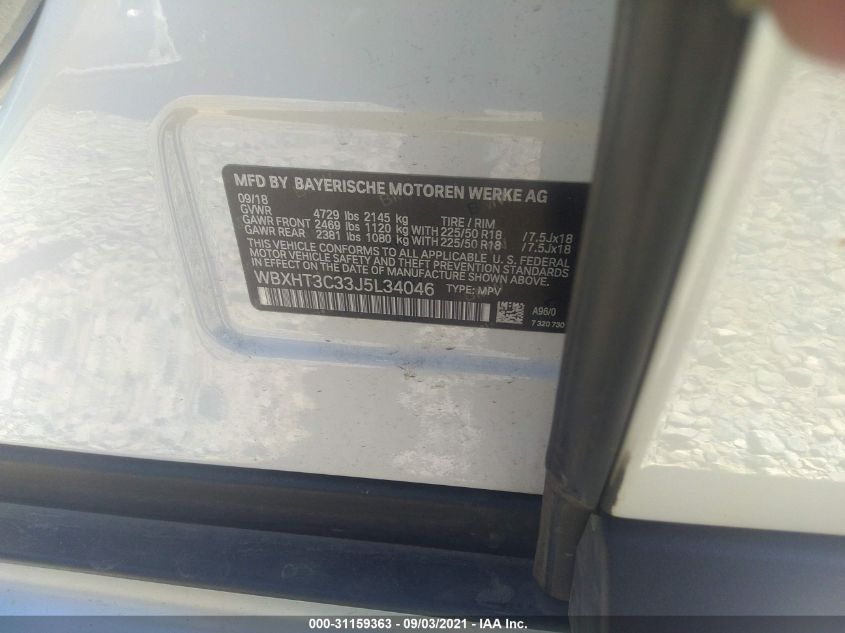 MFD BY BAYERISCHE MOTOREN WERKE AG
09/18
GVWR 4729 lbs 2145 kg TIRE / RIM
GAWR FRONT 2469 lbs 1120 kg WITH 225/50 R18 /7.5Jx18
GAWR REAR 2381 lbs 1080 kg WITH 225/50 R18 /7.5Jx18
THIS VEHICLE CONFORMS TO ALL APPLICABLE U. S. FEDERAL
MOTOR VEHICLE SAFETY AND THEFT PREVENTION STANDARDS
IN EFFECT ON THE DATE OF MANUFACTURE SHOWN ABOVE.
WBXHT3C33J5L34046 TYPE: MPV
A96/0
7 320 730
000-31159363 - 09/03/2021 - IAA Inc.